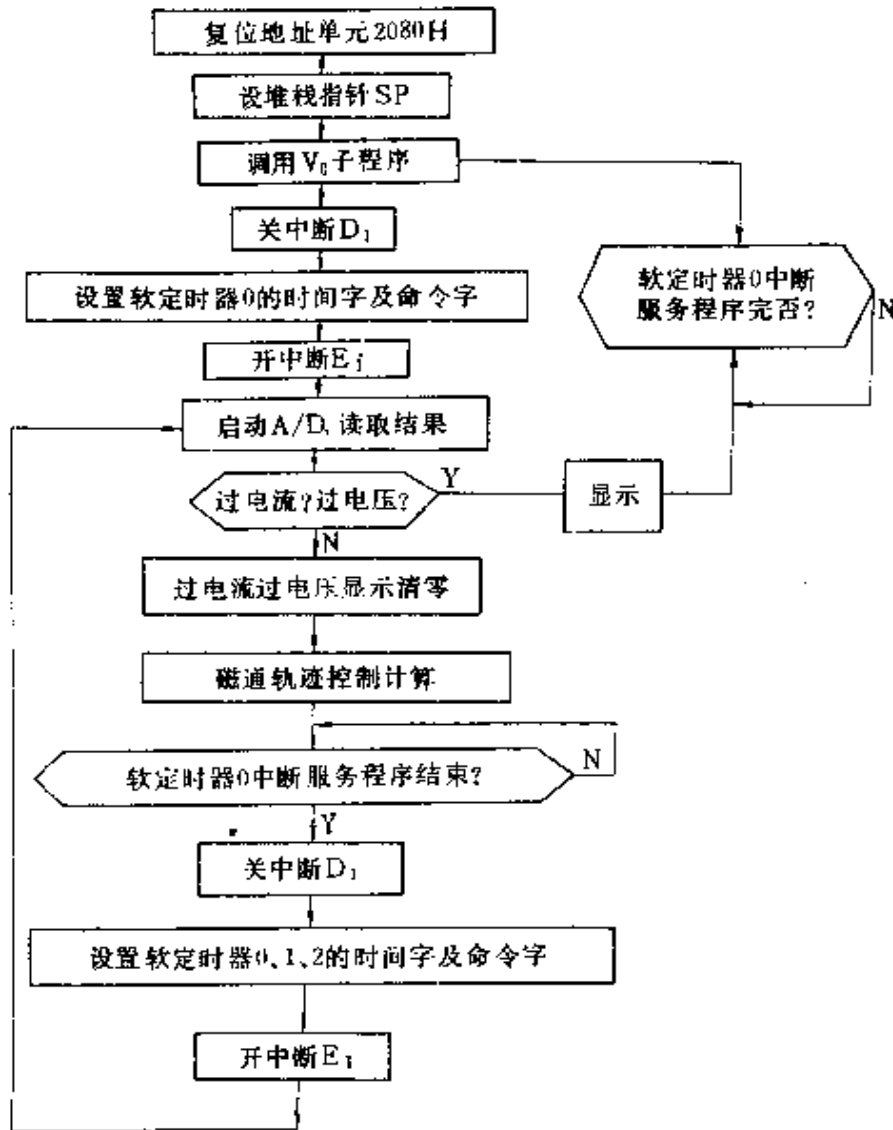 复位地址单元2080H
设堆栈指针SP
调用V₀子程序
关中断D₁
设置软定时器0的时间字及命令字
软定时器0中断
服务程序完否?
N
开中断E₁
启动A/D、读取结果
过电流?过电压?
Y
显示
N
过电流过电压显示清零
磁通轨迹控制计算
软定时器0中断服务程序结束?
N
Y
关中断D₁
设置软定时器0、1、2的时间字及命令字
开中断E₁